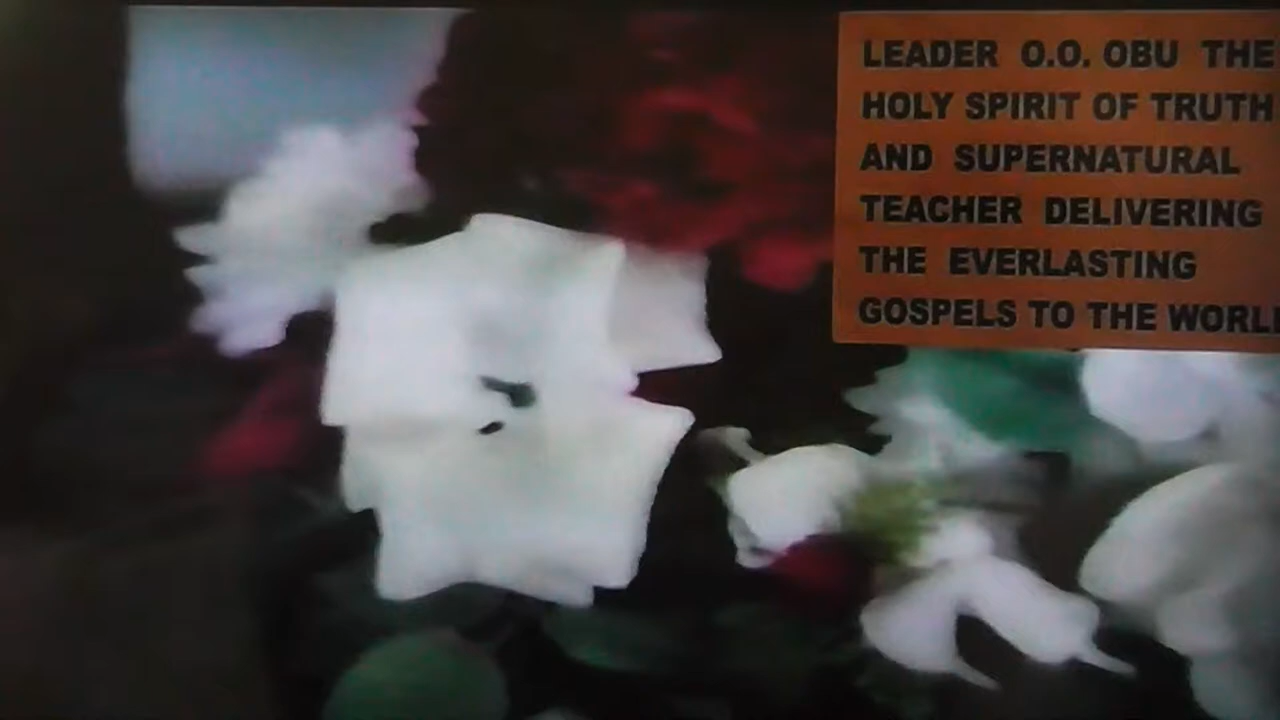 LEADER O.O. OBU THE
HOLY SPIRIT OF TRUTH
AND SUPERNATURAL
TEACHER DELIVERING
THE EVERLASTING
GOSPELS TO THE WORL